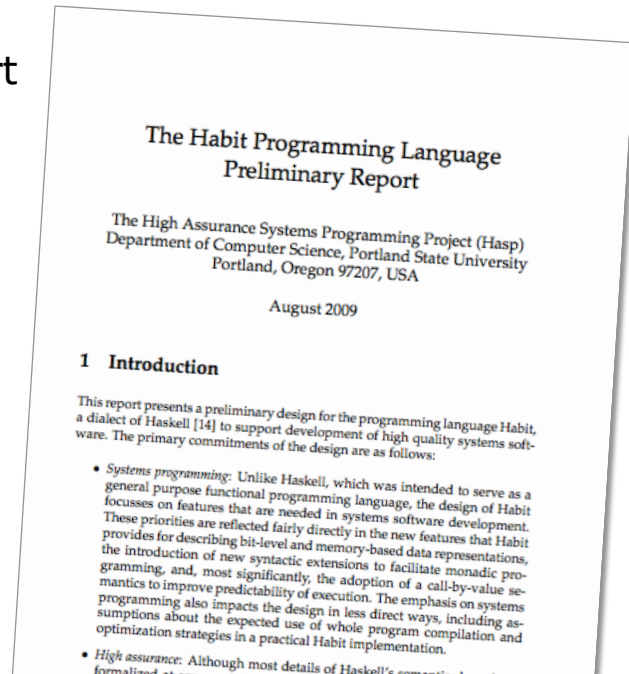 rt
The Habit Programming Language
Preliminary Report
The High Assurance Systems Programming Project (Hasp)
Department of Computer Science, Portland State University
Portland, Oregon 97207, USA
August 2009
1 Introduction
This report presents a preliminary design for the programming language Habit,
a dialect of Haskell [14] to support development of high quality systems soft-
ware. The primary commitments of the design are as follows:
• Systems programming: Unlike Haskell, which was intended to serve as a
general purpose functional programming language, the design of Habit
focusses on features that are needed in systems software development.
These priorities are reflected fairly directly in the new features that Habit
provides for describing bit-level and memory-based data representations,
the introduction of new syntactic extensions to facilitate monadic pro-
gramming, and, most significantly, the adoption of a call-by-value se-
mantics to improve predictability of execution. The emphasis on systems
programming also impacts the design in less direct ways, including as-
sumptions about the expected use of whole program compilation and
optimization strategies in a practical Habit implementation.
• High assurance: Although most details of Haskell's